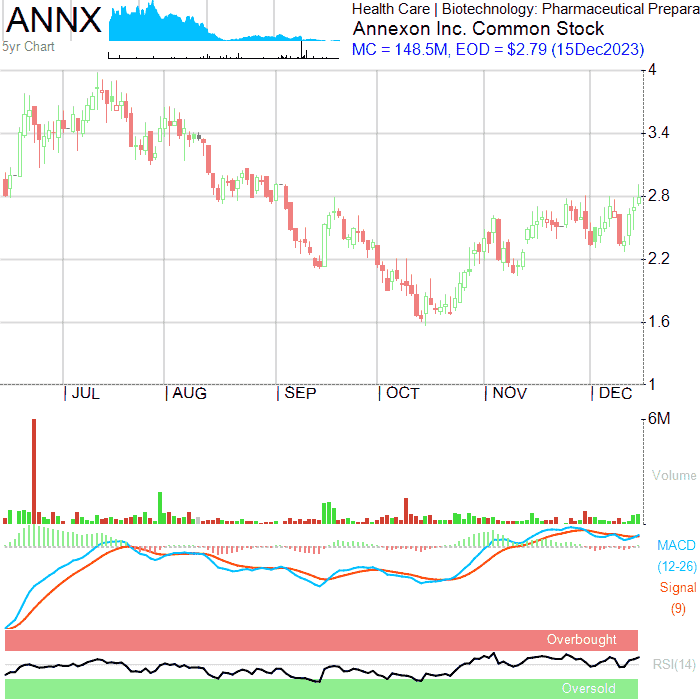 ANNX
5yr Chart
Health Care | Biotechnology: Pharmaceutical Prepara
Annexon Inc. Common Stock
MC = 148.5M, EOD = $2.79 (15Dec2023)
4
3.4
2.8
2.2
1.6
1
| JUL | AUG | SEP | OCT | NOV | DEC
6M
Volume
MACD
(12-26)
Signal
(9)
Overbought
RSI(14)
Oversold